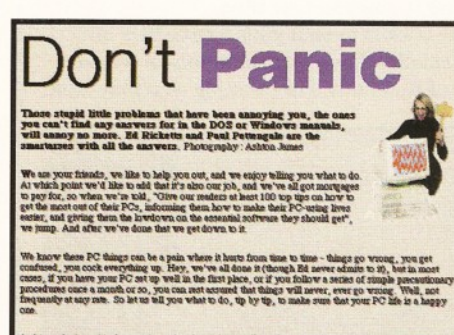 Don't Panic
Those stupid little problems that have been annoying you, the ones
you can't find any answers for in the DOS or Windows manuals,
will annoy no more. Ed Ricketts and Paul Pettengale are the
smartarses with all the answers. Photography: Ashton James
We are your friends, we like to help you out, and we enjoy telling you what to do.
At which point we'd like to add that it's also our job, and we've all got mortgages
to pay for, so when we're told, "Give our readers at least 100 top tips on how to
get the most out of their PCs, informing them how to make their PC-using lives
easier, and giving them the lowdown on the essential software they should get",
we jump. And after we've done that we get down to it.
We know these PC things can be a pain where it hurts from time to time - things go wrong, you get
confused, you cock everything up. Hey, we've all done it (though Ed never admits to it), but in most
cases, if you have your PC set up well in the first place, or if you follow a series of simple precautionary
procedures once a month or so, you can rest assured that things will never, ever go wrong. Well, not
frequently at any rate. So let us tell you what to do, tip by tip, to make sure that your PC life is a happy
one.